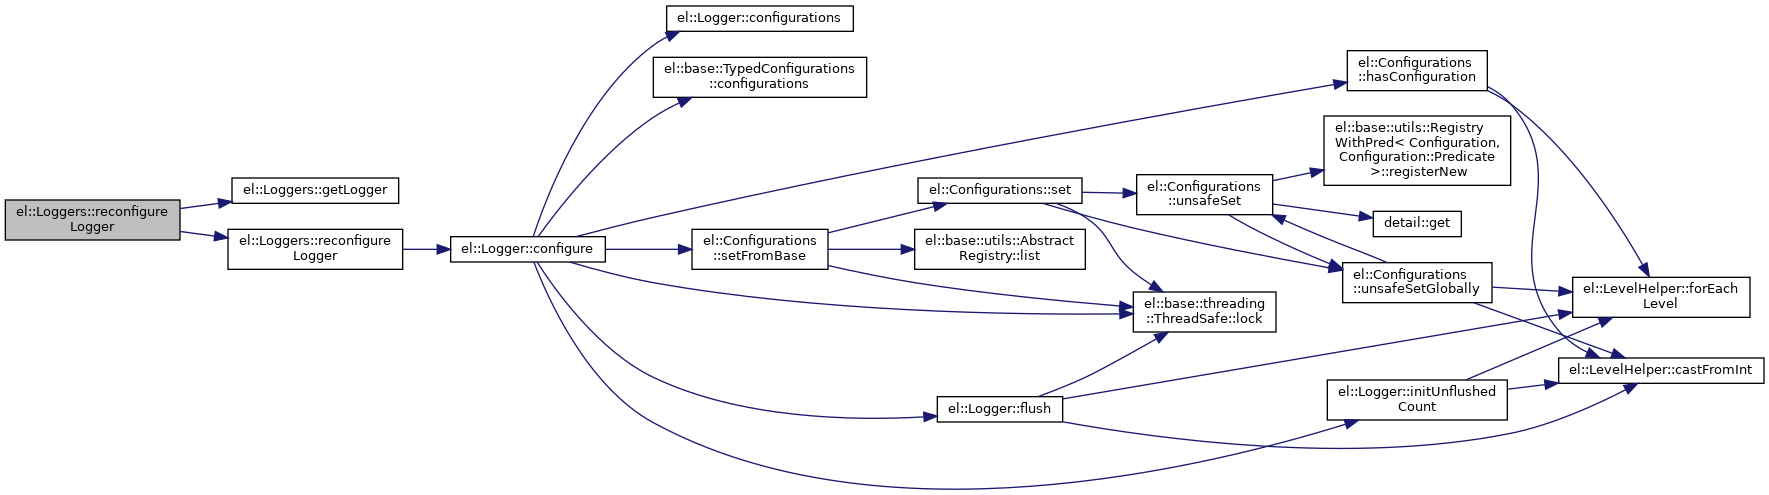 el::Loggers::reconfigure
Logger
el::Loggers::getLogger
el::Loggers::reconfigure
Logger
el::Logger::configure
el::Logger::configurations
el::base::TypedConfigurations
::configurations
el::Configurations
::setFromBase
el::Configurations::set
el::base::utils::Abstract
Registry::list
el::Logger::flush
el::Configurations
::unsafeSet
el::base::threading
::ThreadSafe::lock
el::Configurations
::hasConfiguration
el::base::utils::Registry
WithPred< Configuration,
Configuration::Predicate
>::registerNew
detail::get
el::Configurations
::unsafeSetGlobally
el::Logger::initUnflushed
Count
el::LevelHelper::forEach
Level
el::LevelHelper::castFromInt